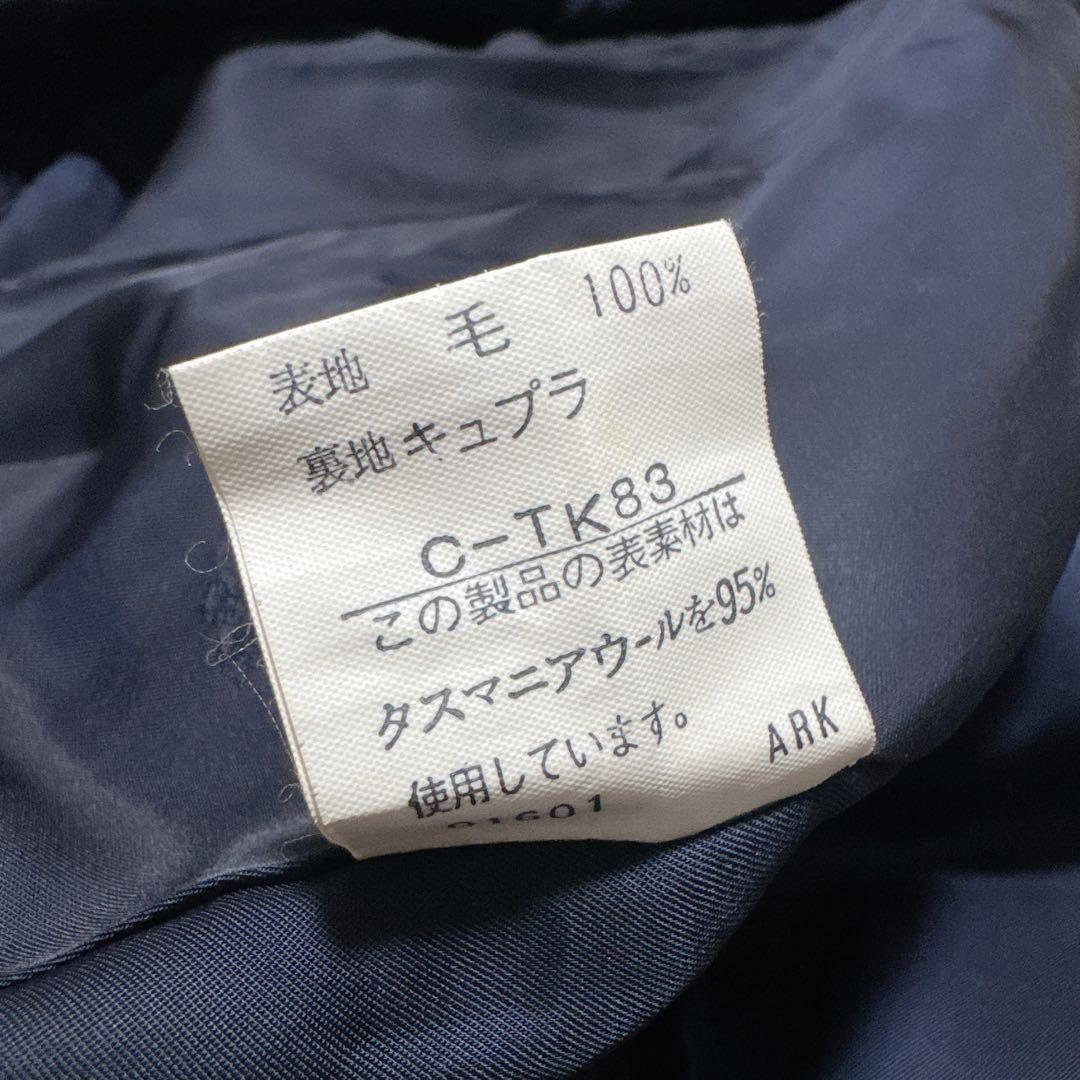 表地 毛 100%
裏地 キュプラ
C-TK83
この製品の表素材は
タスマニアウールを95%
使用しています。
ARK